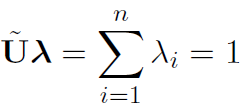 Ũλ = ∑_{i=1}^{n} λ_i = 1